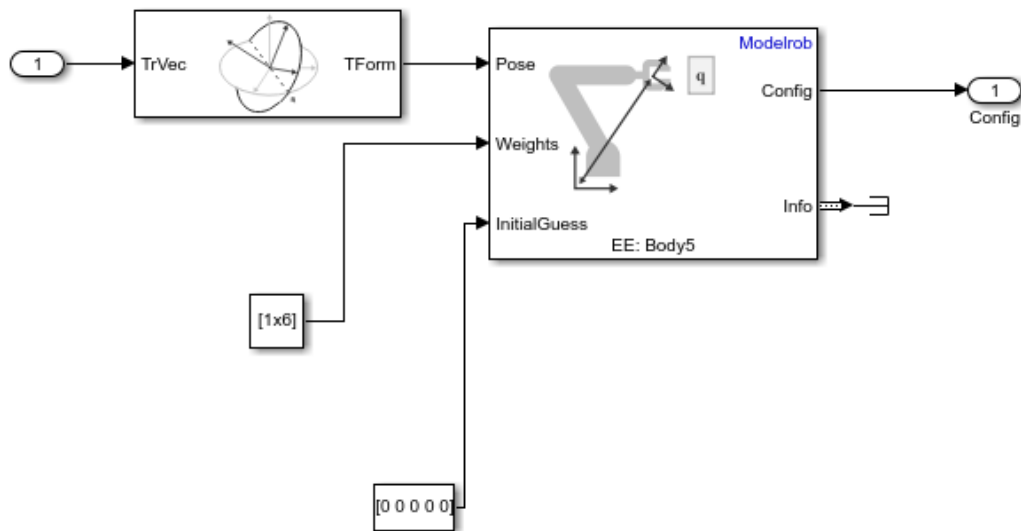 1
TrVec
TForm
Modelrob
Pose
q
Config
1
Config
Weights
Info
InitialGuess
EE: Body5
[1x6]
[0 0 0 0 0]